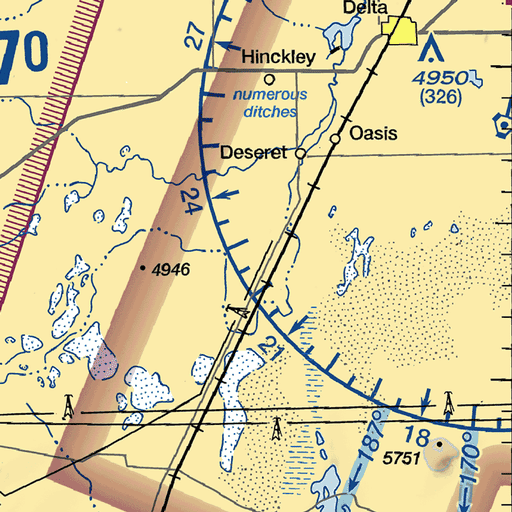 Delta
27
70
Hinckley
4950
(326)
numerous
ditches
Oasis
Deseret
24
4946
21
187°
18
5751
170°